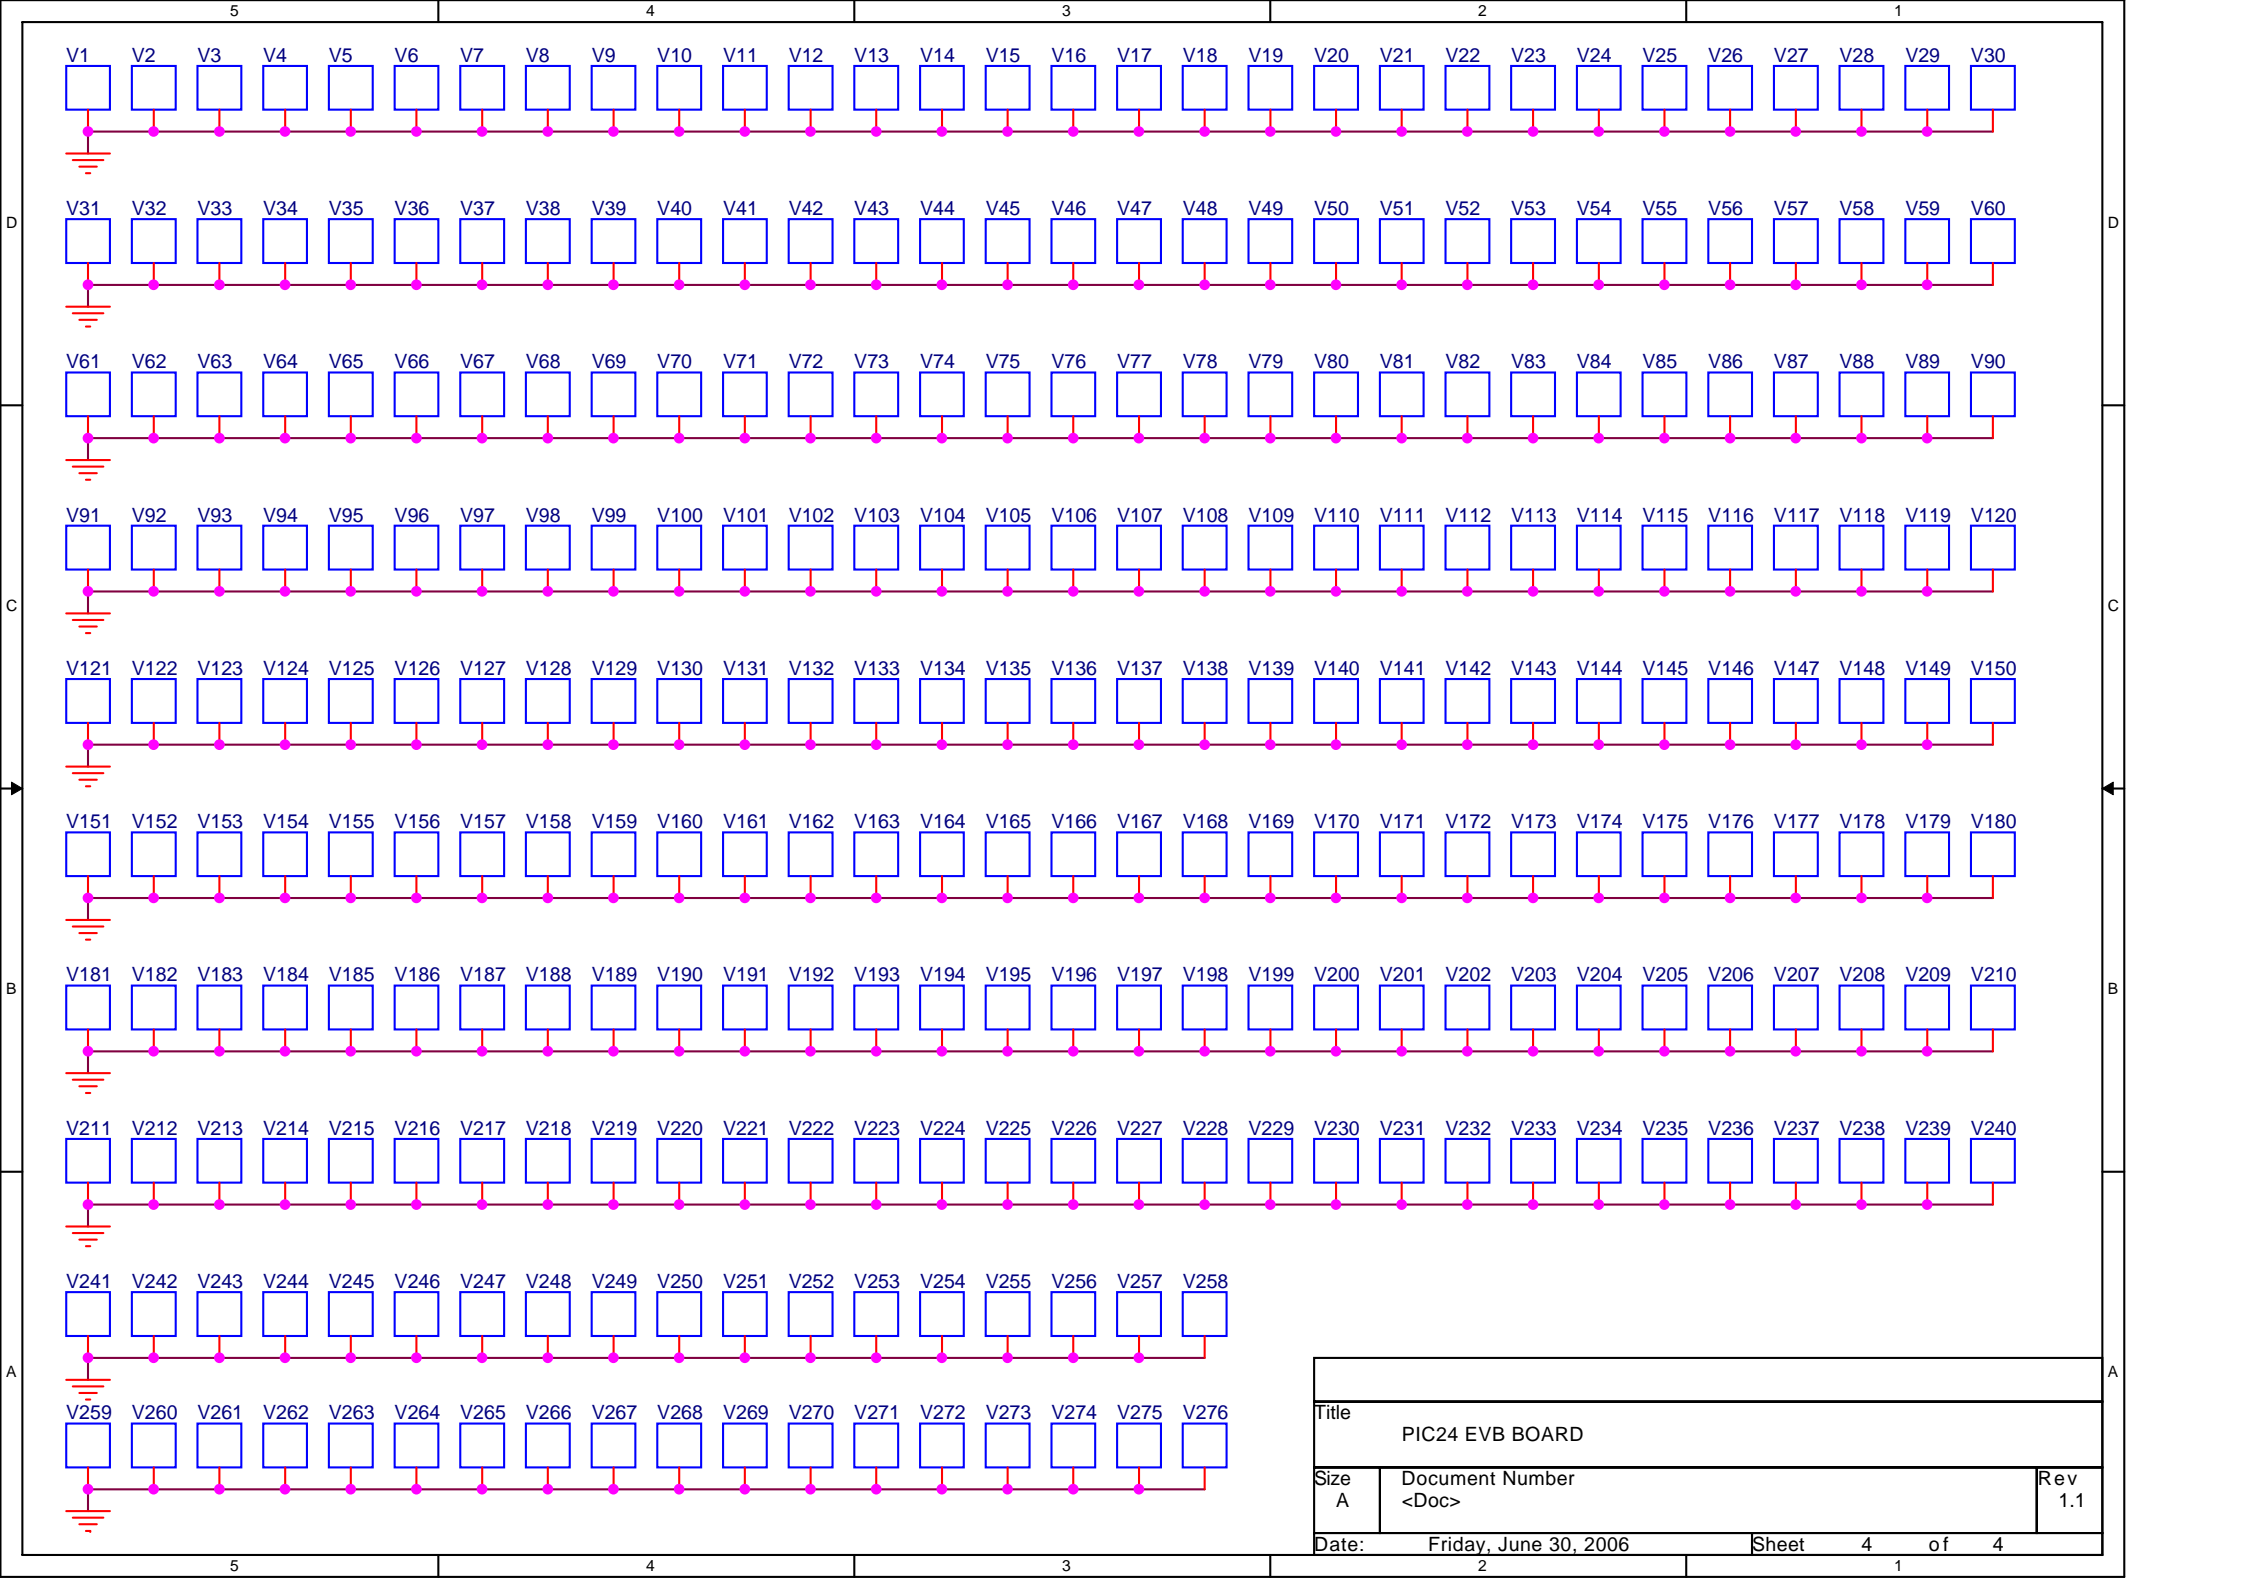 5 4 3 2 1
V1 V2 V3 V4 V5 V6 V7 V8 V9 V10 V11 V12 V13 V14 V15 V16 V17 V18 V19 V20 V21 V22 V23 V24 V25 V26 V27 V28 V29 V30
V31 V32 V33 V34 V35 V36 V37 V38 V39 V40 V41 V42 V43 V44 V45 V46 V47 V48 V49 V50 V51 V52 V53 V54 V55 V56 V57 V58 V59 V60
D D
V61 V62 V63 V64 V65 V66 V67 V68 V69 V70 V71 V72 V73 V74 V75 V76 V77 V78 V79 V80 V81 V82 V83 V84 V85 V86 V87 V88 V89 V90
V91 V92 V93 V94 V95 V96 V97 V98 V99 V100 V101 V102 V103 V104 V105 V106 V107 V108 V109 V110 V111 V112 V113 V114 V115 V116 V117 V118 V119 V120
C C
V121 V122 V123 V124 V125 V126 V127 V128 V129 V130 V131 V132 V133 V134 V135 V136 V137 V138 V139 V140 V141 V142 V143 V144 V145 V146 V147 V148 V149 V150
V151 V152 V153 V154 V155 V156 V157 V158 V159 V160 V161 V162 V163 V164 V165 V166 V167 V168 V169 V170 V171 V172 V173 V174 V175 V176 V177 V178 V179 V180
V181 V182 V183 V184 V185 V186 V187 V188 V189 V190 V191 V192 V193 V194 V195 V196 V197 V198 V199 V200 V201 V202 V203 V204 V205 V206 V207 V208 V209 V210
B B
V211 V212 V213 V214 V215 V216 V217 V218 V219 V220 V221 V222 V223 V224 V225 V226 V227 V228 V229 V230 V231 V232 V233 V234 V235 V236 V237 V238 V239 V240
V241 V242 V243 V244 V245 V246 V247 V248 V249 V250 V251 V252 V253 V254 V255 V256 V257 V258
A A
V259 V260 V261 V262 V263 V264 V265 V266 V267 V268 V269 V270 V271 V272 V273 V274 V275 V276
Title
PIC24 EVB BOARD
Size Document Number Rev
A <Doc> 1.1
Date: Friday, June 30, 2006 Sheet 4 of 4
5 4 3 2 1